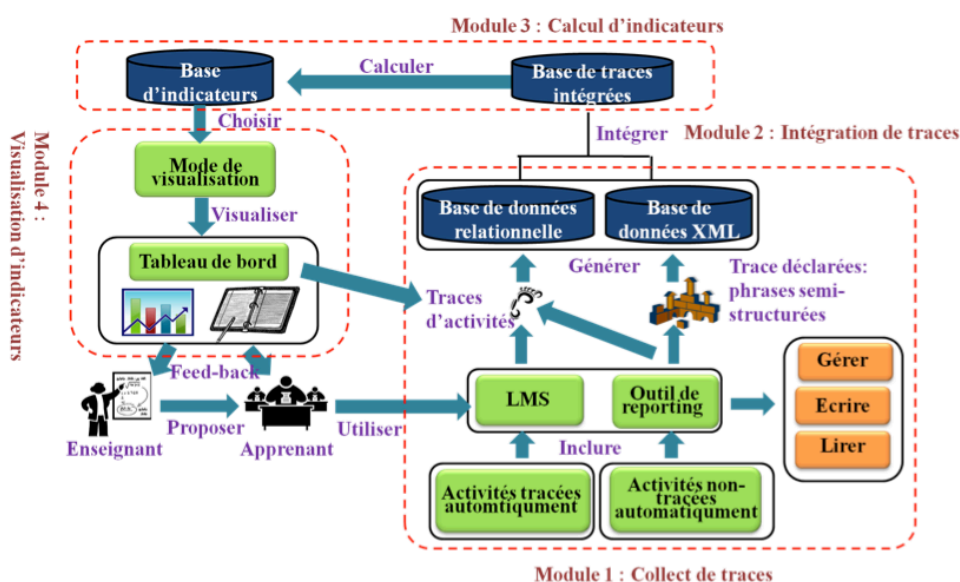 Module 3 : Calcul d'indicateurs
Base
d'indicateurs
Calculer
Base de traces
intégrées
Choisir
Intégrer
Module 2 : Intégration de traces
Module 4 :
Visualisation d'indicateurs
Mode de
visualisation
Visualiser
Tableau de bord
Base de données
relationnelle
Base de
données XML
Générer
Traces
d'activités
Trace déclarées:
phrases semi-
structurées
Feed-back
Enseignant
Proposer
Apprenant
Utiliser
LMS
Outil de
reporting
Gérer
Ecrire
Lirer
Inclure
Activités tracées
automtiqument
Activités non-
tracées
automatiqument
Module 1 : Collect de traces